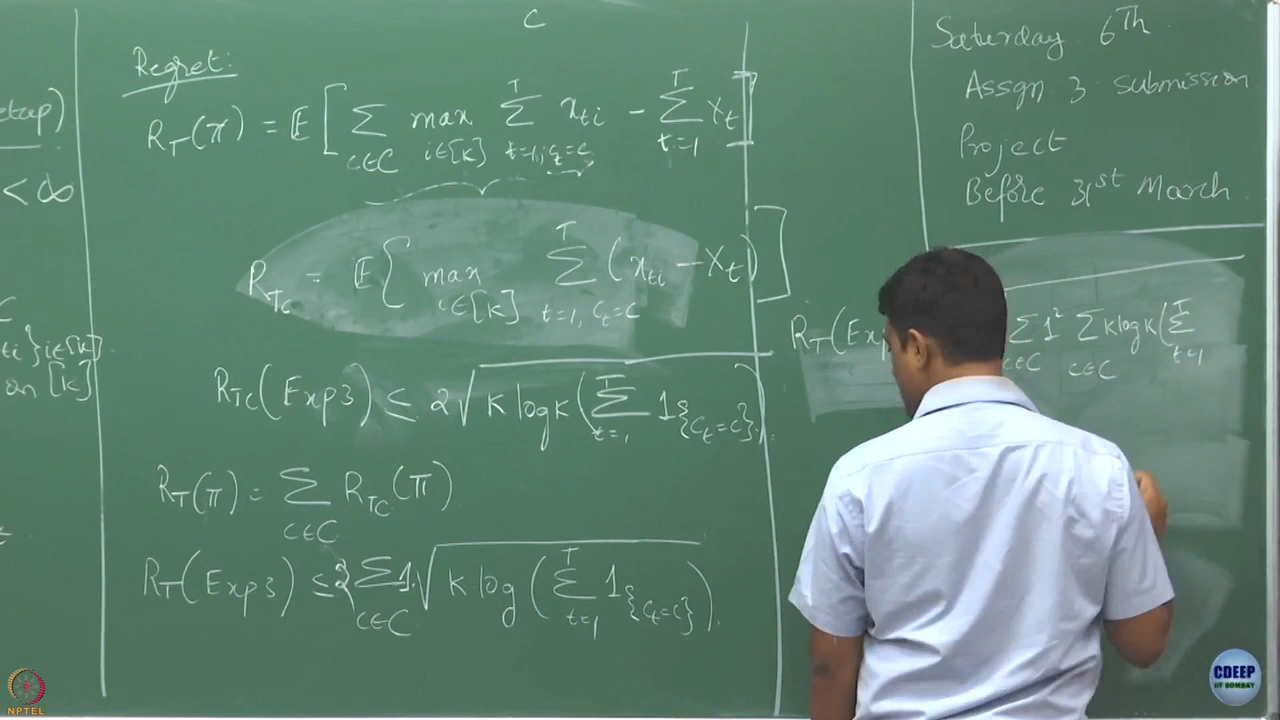 etup)
< ∞
C
x_{ti}}_{i∈[K]}
on [K]
t
C
Regret:
R_T(π) = E[ Σ_{c∈C} max_{i∈[K]} Σ_{t=1, c_t=c}^{T} x_{ti} - Σ_{t=1}^{T} X_t ]
R_{TC} = E{ max_{i∈[K]} Σ_{t=1, c_t=c}^{T} (x_{ti} - X_t) ]
R_{TC}(Exp3) ≤ 2√(K log K (Σ_{t=1}^{T} 1_{{c_t=c}}))
R_T(π) = Σ_{c∈C} R_{TC}(π)
R_T(Exp3) ≤ 2 Σ_{c∈C} 1·√(K·log (Σ_{t=1}^{T} 1_{{c_t=c}})).
Saturday 6th
Assgn 3 submission
Project
Before 31st March.
R_T(Exp Σ_{c∈C} 1² Σ_{c∈C} K log K (Σ_{t=1}^{T}
NPTEL
CDEEP
IIT BOMBAY